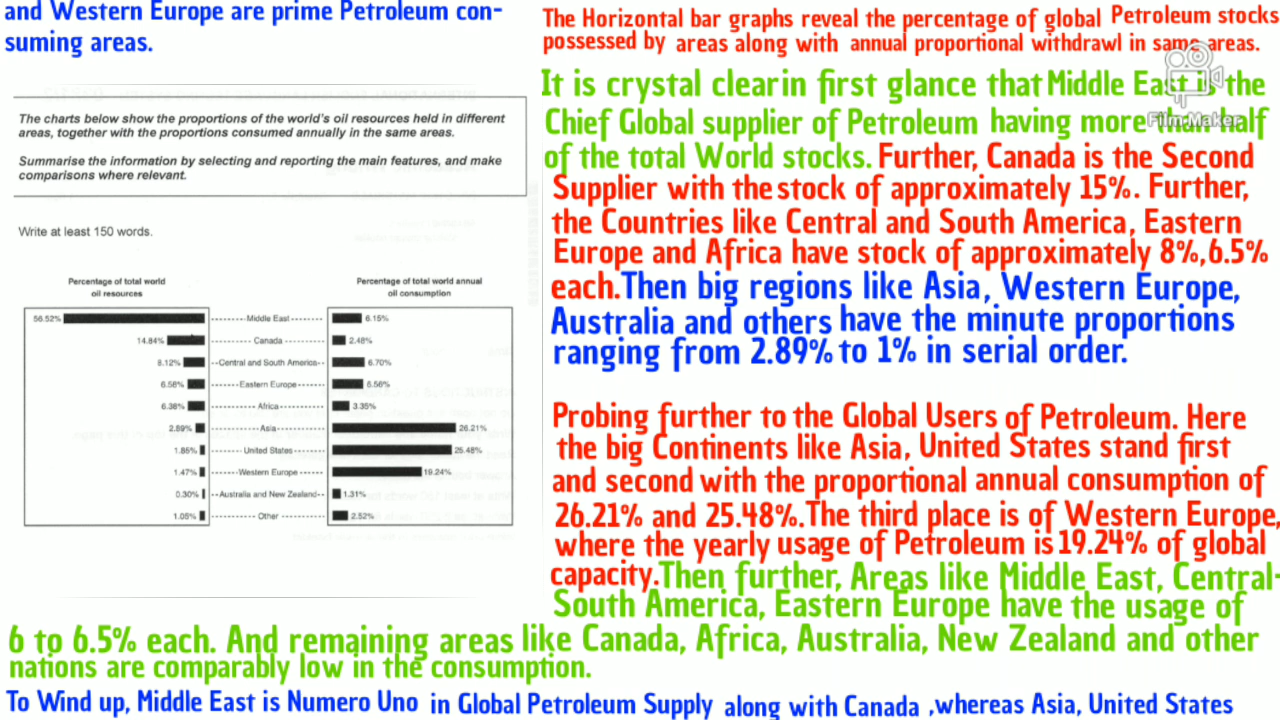 and Western Europe are prime Petroleum con-
suming areas.
The charts below show the proportions of the world's oil resources held in different
areas, together with the proportions consumed annually in the same areas.
Summarise the information by selecting and reporting the main features, and make
comparisons where relevant.
Write at least 150 words.
Percentage of total world
oil resources
Percentage of total world annual
oil consumption
56.52% Middle East 6.15%
14.84% Canada 2.48%
8.12% Central and South America 6.70%
6.58% Eastern Europe 6.56%
6.38% Africa 3.35%
2.89% Asia 26.21%
1.85% United States 25.48%
1.47% Western Europe 19.24%
0.30% Australia and New Zealand 1.31%
1.05% Other 2.52%
The Horizontal bar graphs reveal the percentage of global Petroleum stocks
possessed by areas along with annual proportional withdrawl in same areas.
It is crystal clearin first glance that Middle East is the
Chief Global supplier of Petroleum having more than half
of the total World stocks. Further, Canada is the Second
Supplier with the stock of approximately 15%. Further,
the Countries like Central and South America, Eastern
Europe and Africa have stock of approximately 8%,6.5%
each.Then big regions like Asia, Western Europe,
Australia and others have the minute proportions
ranging from 2.89% to 1% in serial order.
Probing further to the Global Users of Petroleum. Here
the big Continents like Asia, United States stand first
and second with the proportional annual consumption of
26.21% and 25.48%.The third place is of Western Europe,
where the yearly usage of Petroleum is 19.24% of global
capacity.Then further, Areas like Middle East, Central-
South America, Eastern Europe have the usage of
6 to 6.5% each. And remaining areas like Canada, Africa, Australia, New Zealand and other
nations are comparably low in the consumption.
To Wind up, Middle East is Numero Uno in Global Petroleum Supply along with Canada ,whereas Asia, United States
Film Maker